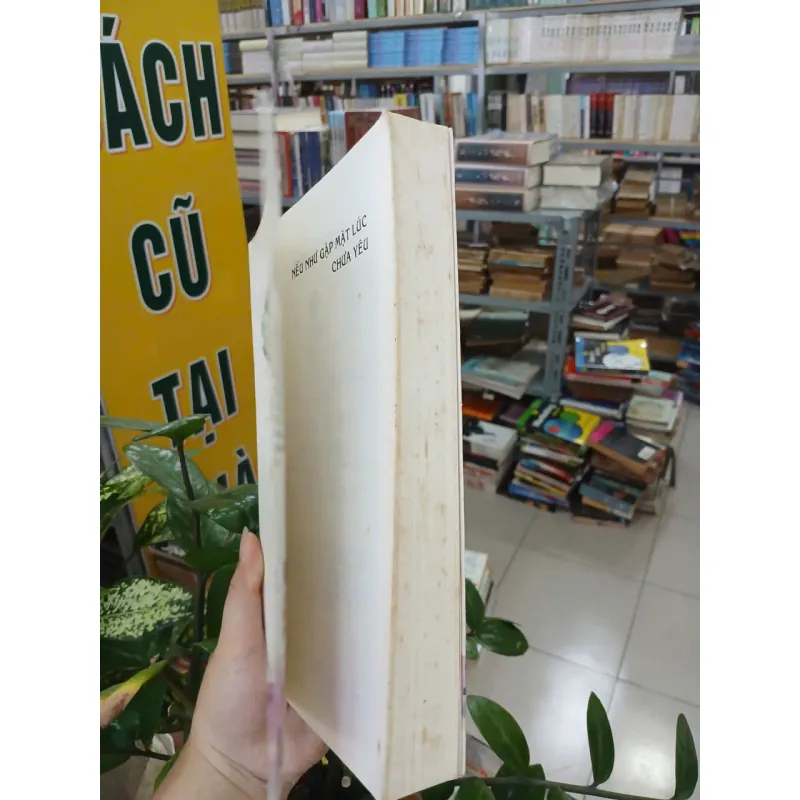 ÁCH
CŨ
TẠI
NẾU NHƯ GẶP MẶT LÚC
CHƯA YÊU